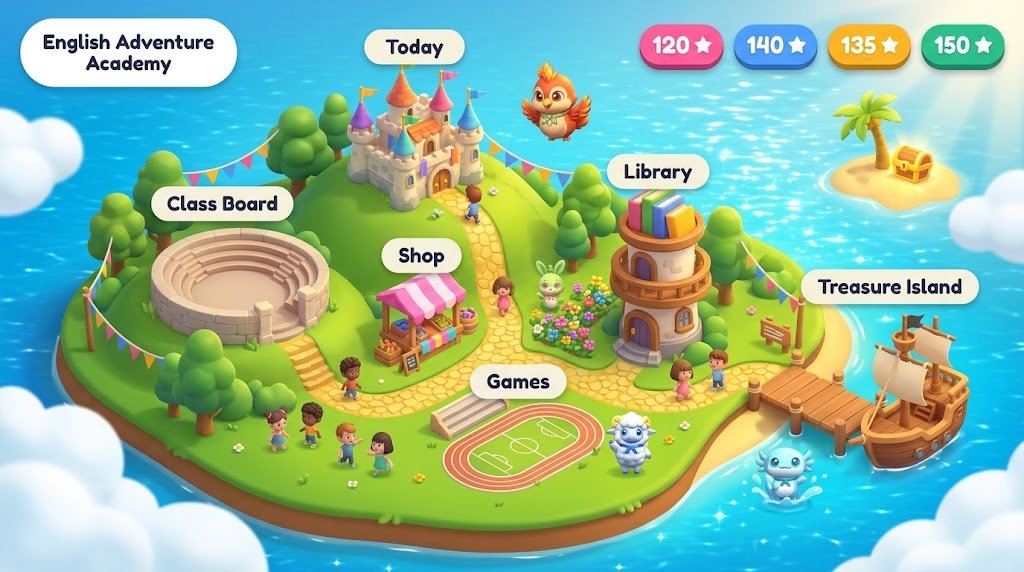 English Adventure
Academy
Today
120
140
135
150
Library
Class Board
Shop
Treasure Island
Games